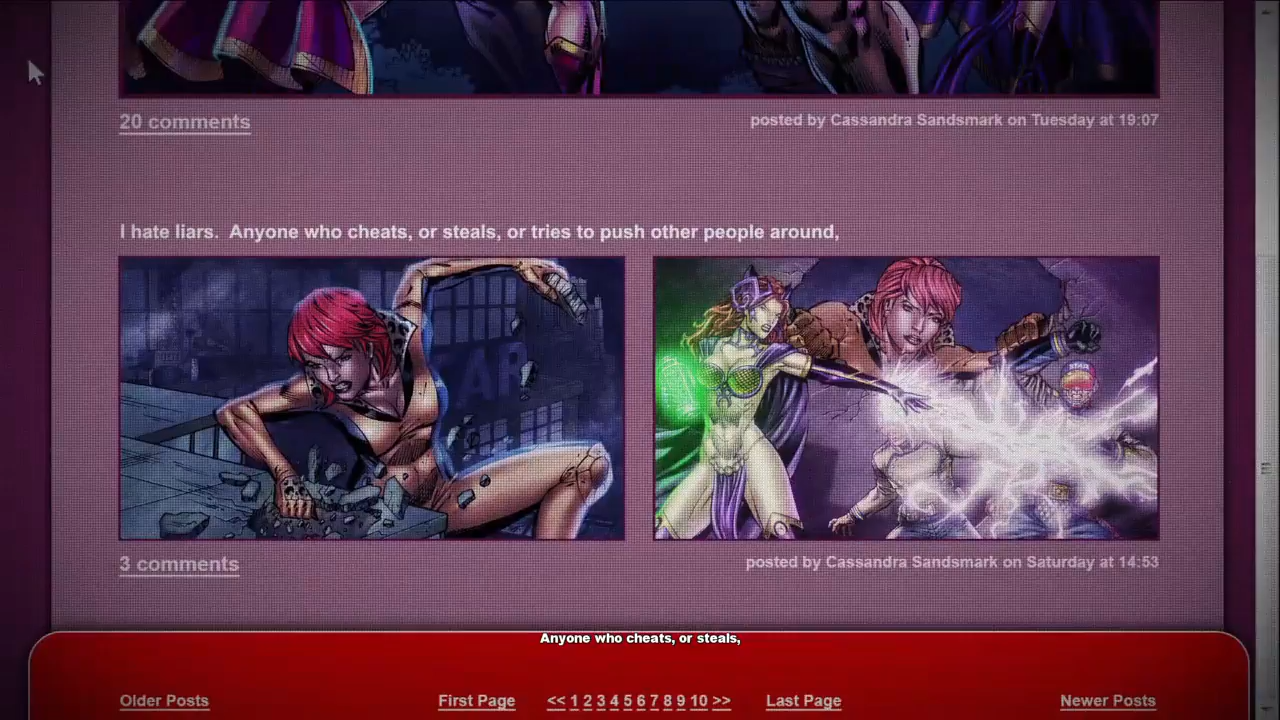 20 comments
posted by Cassandra Sandsmark on Tuesday at 19:07
I hate liars.  Anyone who cheats, or steals, or tries to push other people around,
3 comments
posted by Cassandra Sandsmark on Saturday at 14:53
Anyone who cheats, or steals,
Older Posts
First Page
<< 1 2 3 4 5 6 7 8 9 10 >>
Last Page
Newer Posts